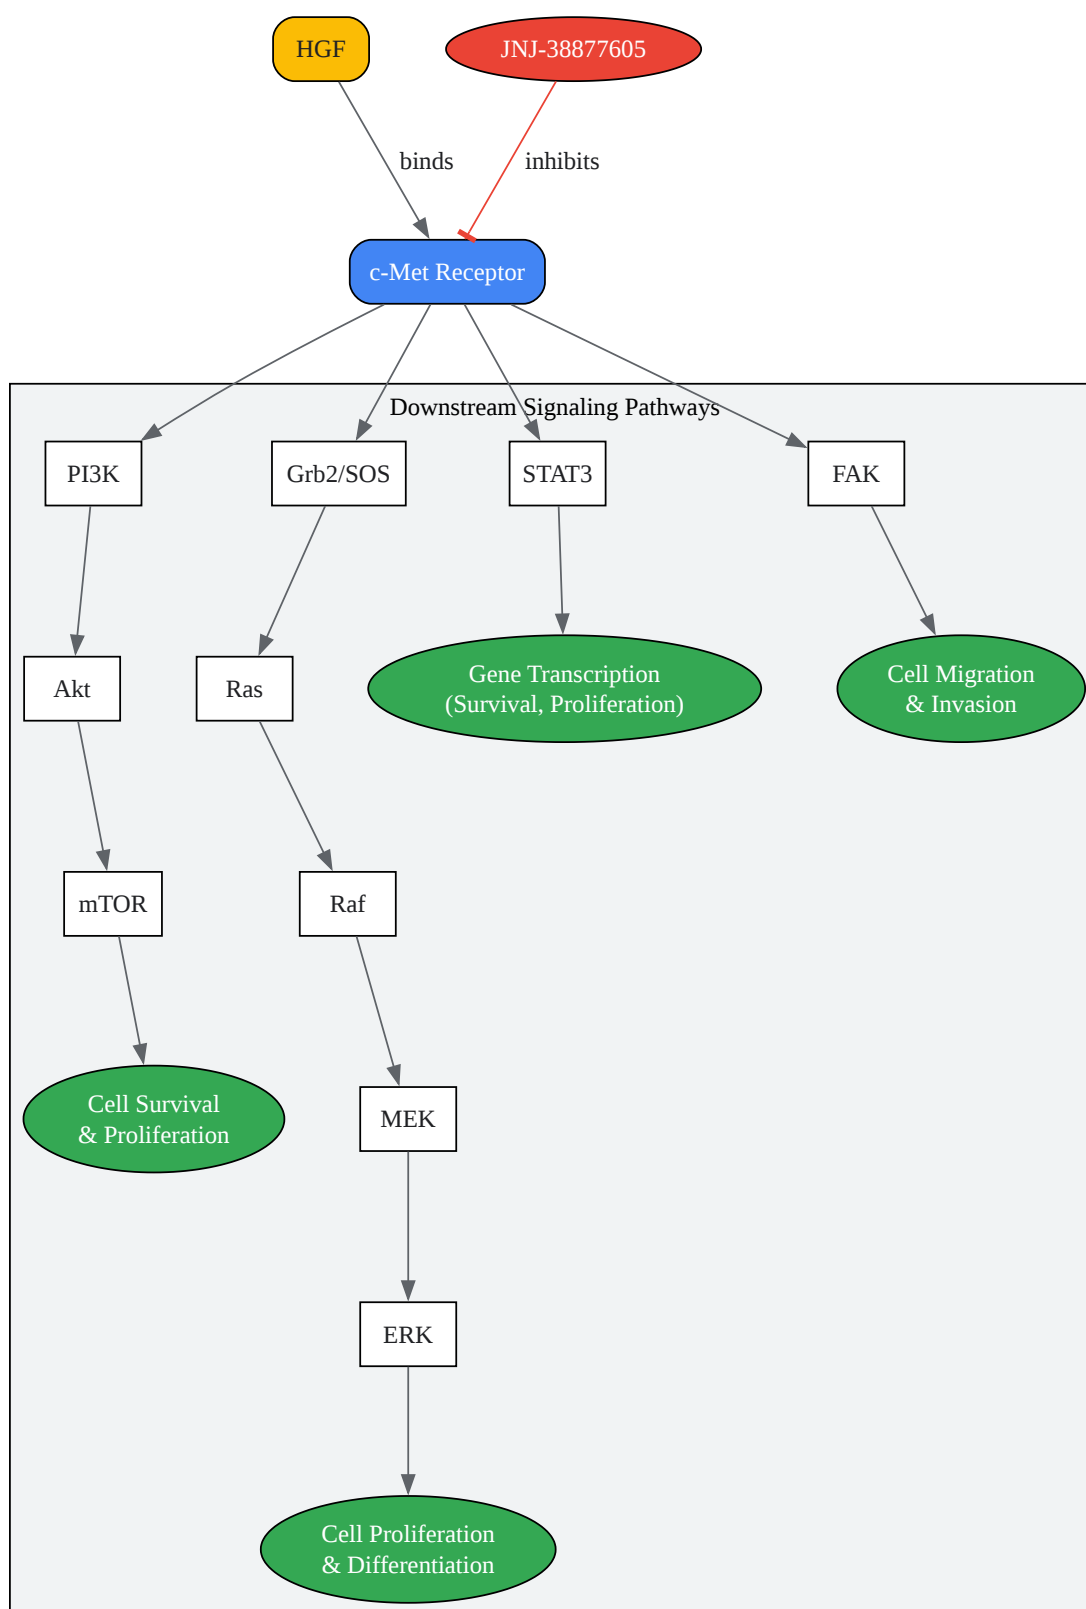 HGF
JNJ-38877605
binds
inhibits
c-Met Receptor
Downstream Signaling Pathways
PI3K
Grb2/SOS
STAT3
FAK
Akt
Ras
Gene Transcription
(Survival, Proliferation)
Cell Migration
& Invasion
mTOR
Raf
Cell Survival
& Proliferation
MEK
ERK
Cell Proliferation
& Differentiation